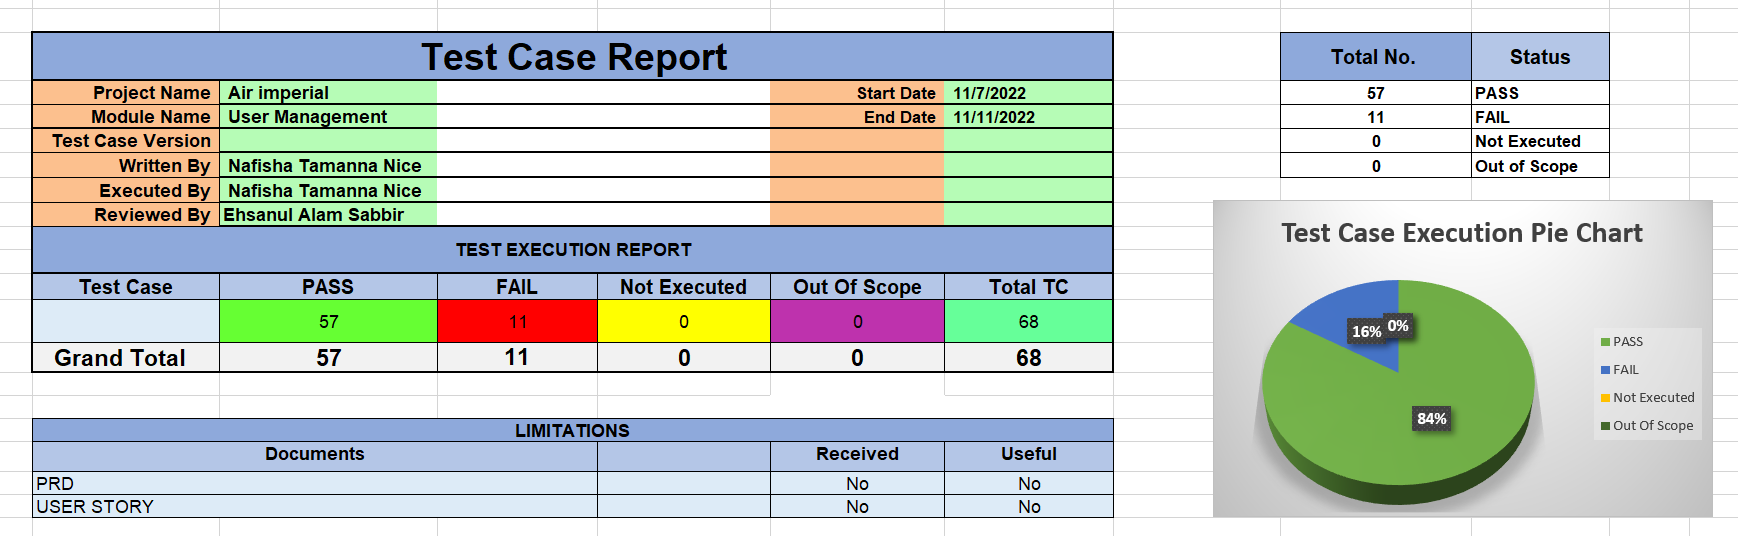 Test Case Report
Project Name Air imperial Start Date 11/7/2022
Module Name User Management End Date 11/11/2022
Test Case Version
Written By Nafisha Tamanna Nice
Executed By Nafisha Tamanna Nice
Reviewed By Ehsanul Alam Sabbir
TEST EXECUTION REPORT
Test Case PASS FAIL Not Executed Out Of Scope Total TC
57 11 0 0 68
Grand Total 57 11 0 0 68
LIMITATIONS
Documents Received Useful
PRD No No
USER STORY No No
Total No. Status
57 PASS
11 FAIL
0 Not Executed
0 Out of Scope
Test Case Execution Pie Chart
16% 0%
84%
PASS
FAIL
Not Executed
Out Of Scope